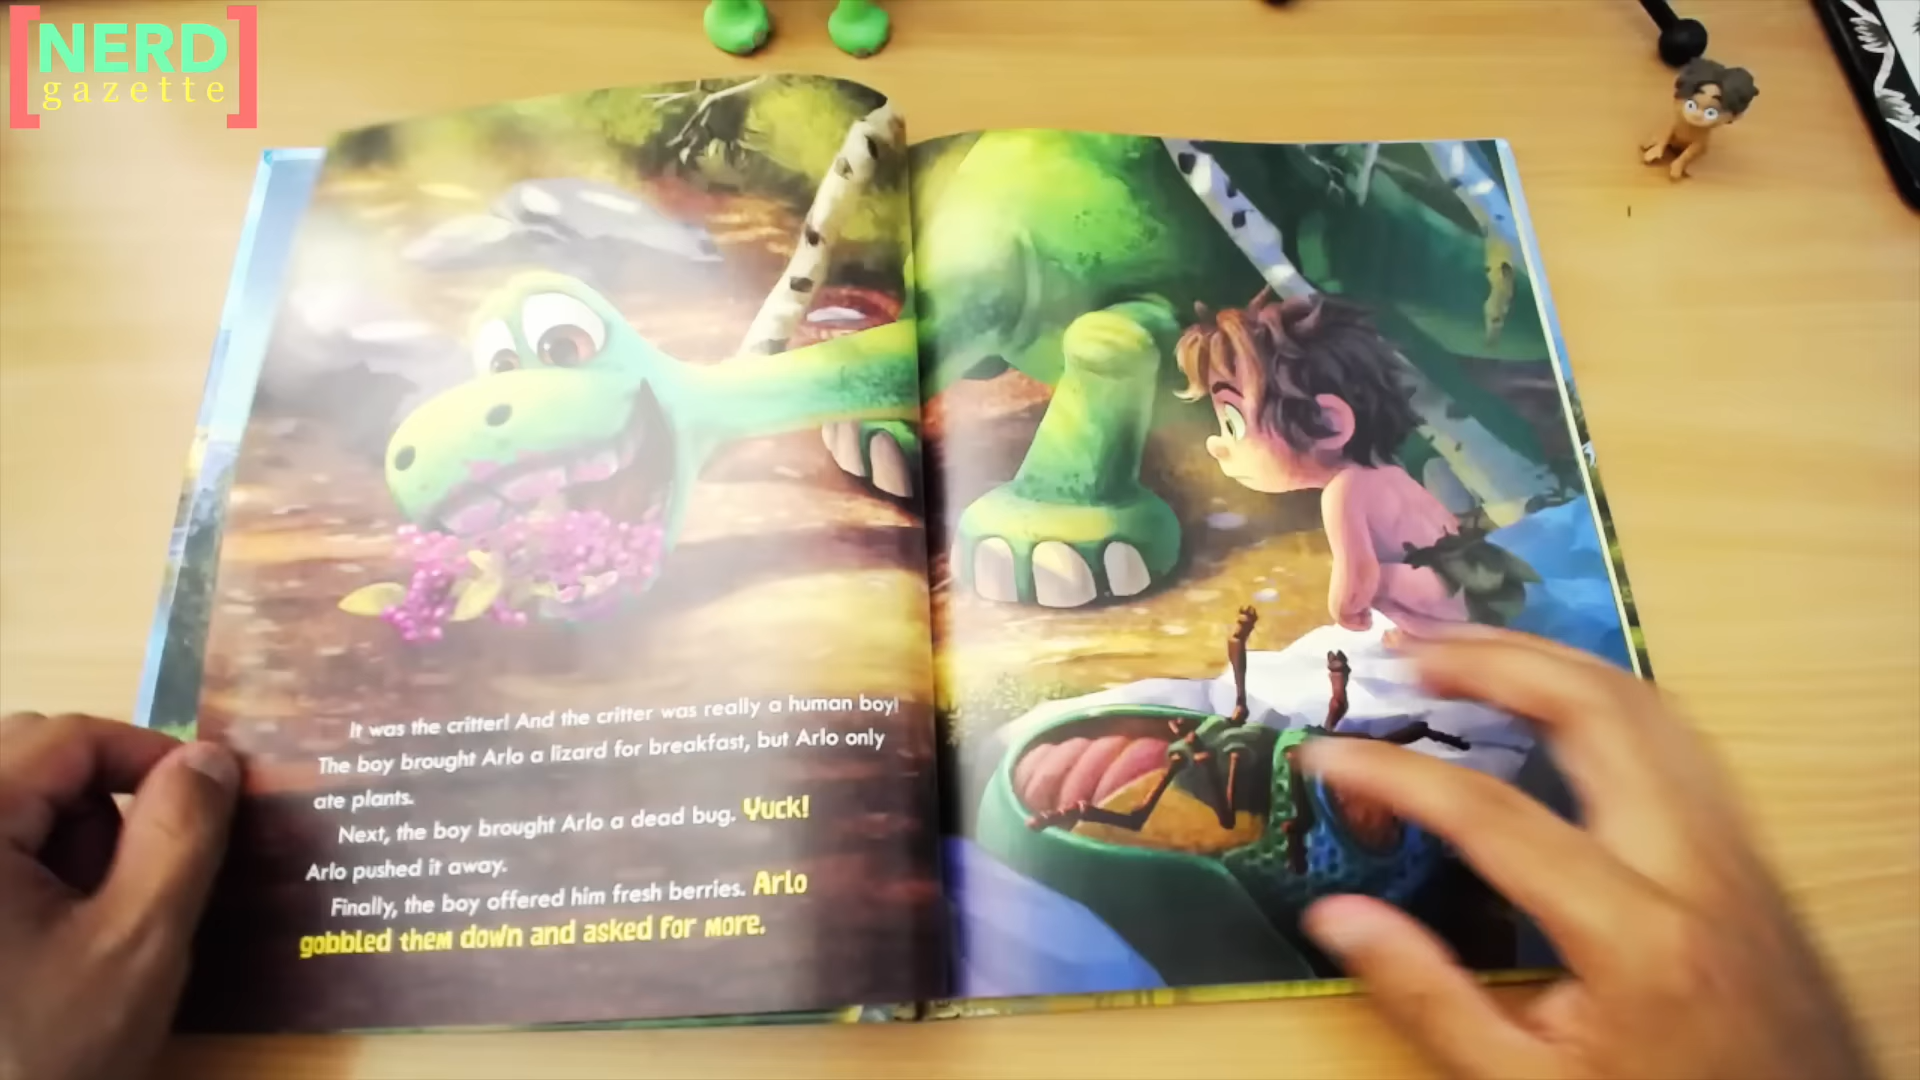 [NERD]
gazette
It was the critter! And the critter was really a human boy!
The boy brought Arlo a lizard for breakfast, but Arlo only
ate plants.
Next, the boy brought Arlo a dead bug. Yuck!
Arlo pushed it away.
Finally, the boy offered him fresh berries. Arlo
gobbled them down and asked for more.